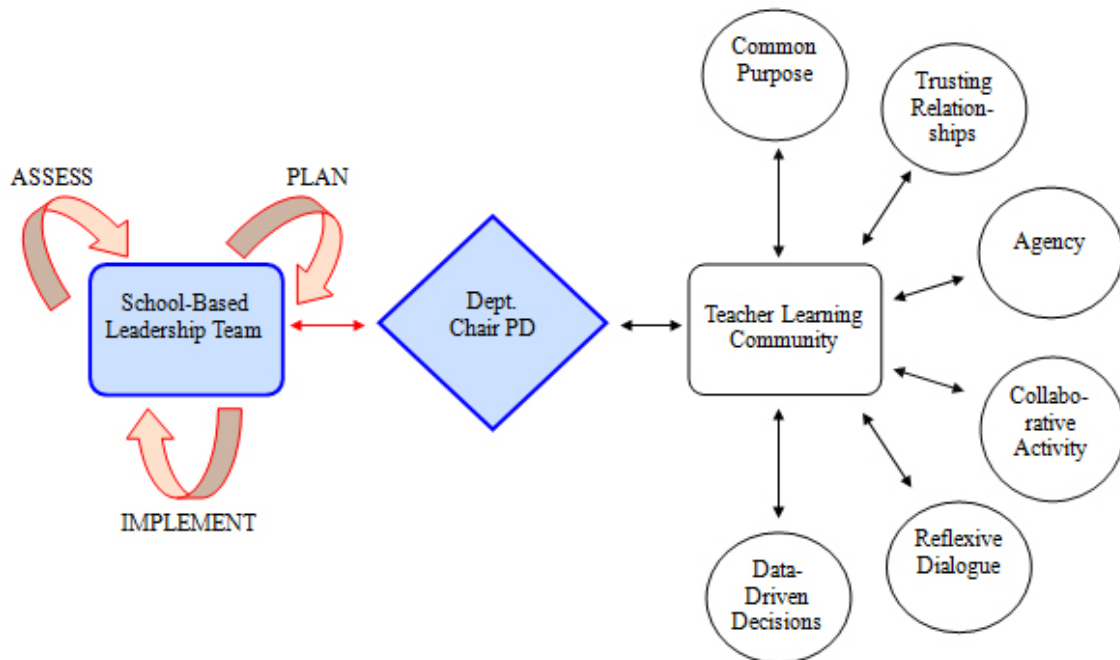 ASSESS
PLAN
School-Based
Leadership Team
IMPLEMENT
Dept.
Chair PD
Teacher Learning
Community
Common
Purpose
Trusting
Relation-
ships
Agency
Collabo-
rative
Activity
Reflexive
Dialogue
Data-
Driven
Decisions